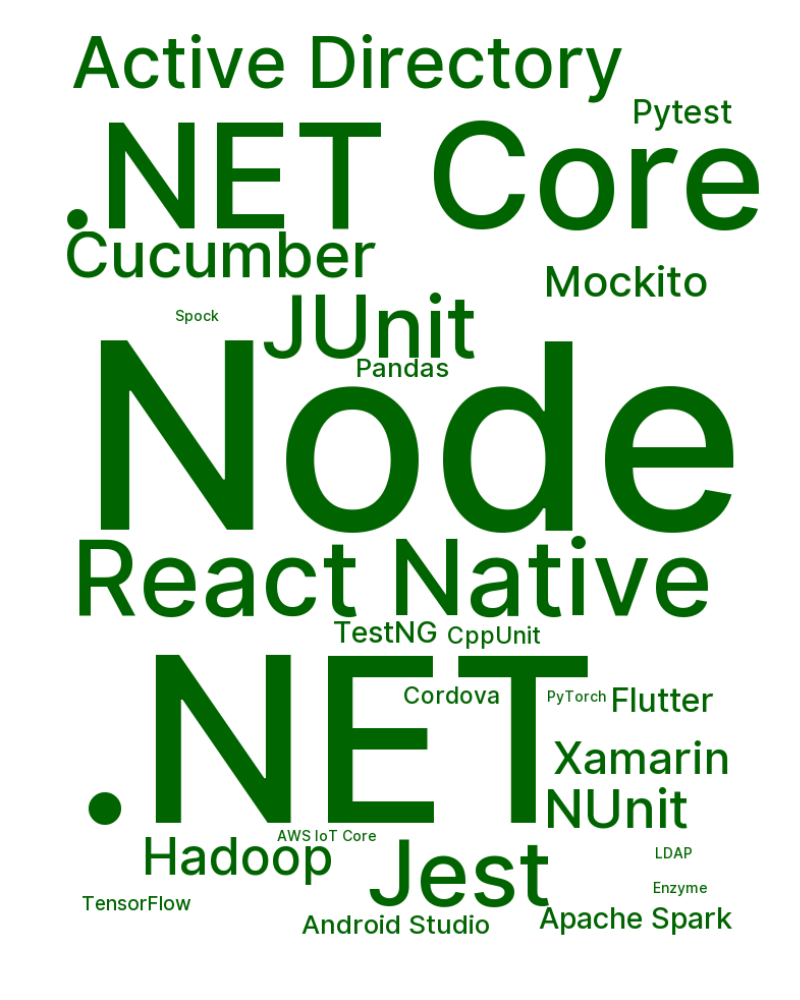 Active Directory
Pytest
.NET Core
Cucumber
Mockito
Spock
JUnit
Pandas
Node
React Native
TestNG
CppUnit
.NET
Cordova
PyTorch
Flutter
Xamarin
NUnit
AWS IoT Core
Hadoop
Jest
LDAP
Enzyme
TensorFlow
Android Studio
Apache Spark